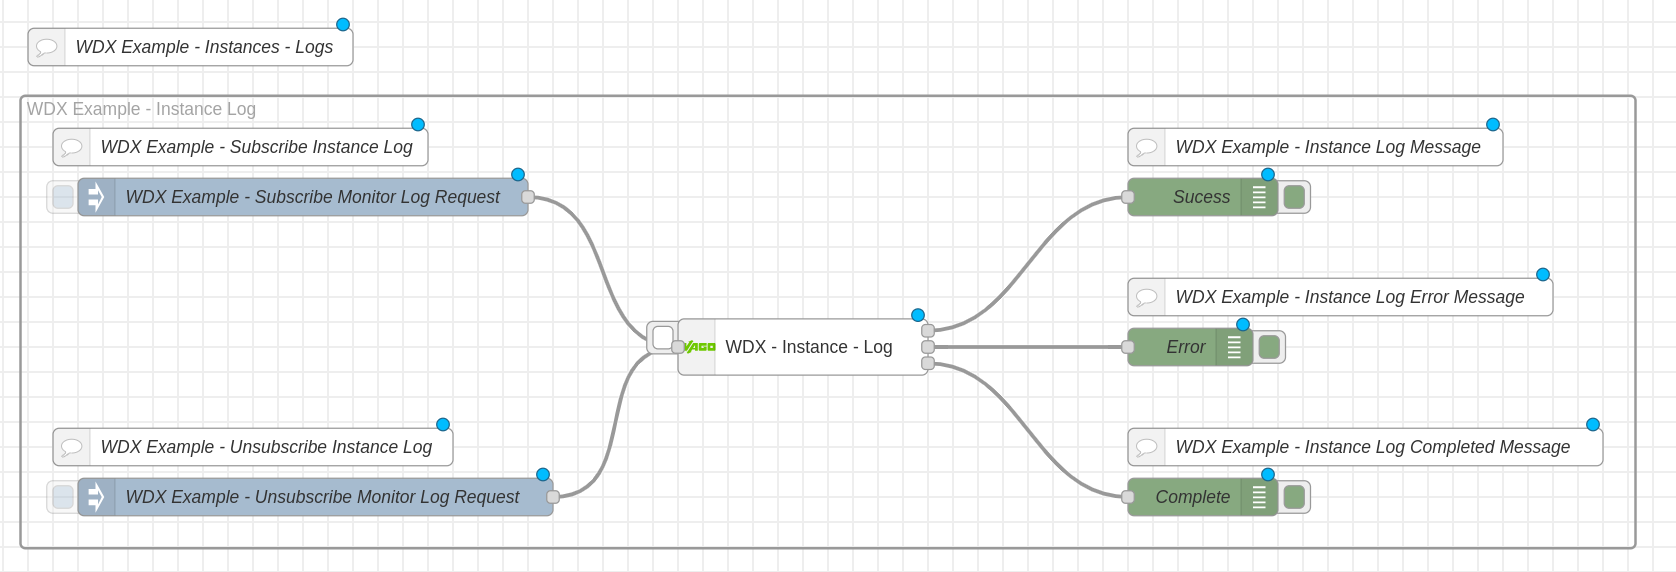 WDX Example - Instances - Logs
WDX Example - Instance Log
WDX Example - Subscribe Instance Log
WDX Example - Subscribe Monitor Log Request
WDX Example - Unsubscribe Instance Log
WDX Example - Unsubscribe Monitor Log Request
WAGO
WDX - Instance - Log
WDX Example - Instance Log Message
Sucess
WDX Example - Instance Log Error Message
Error
WDX Example - Instance Log Completed Message
Complete